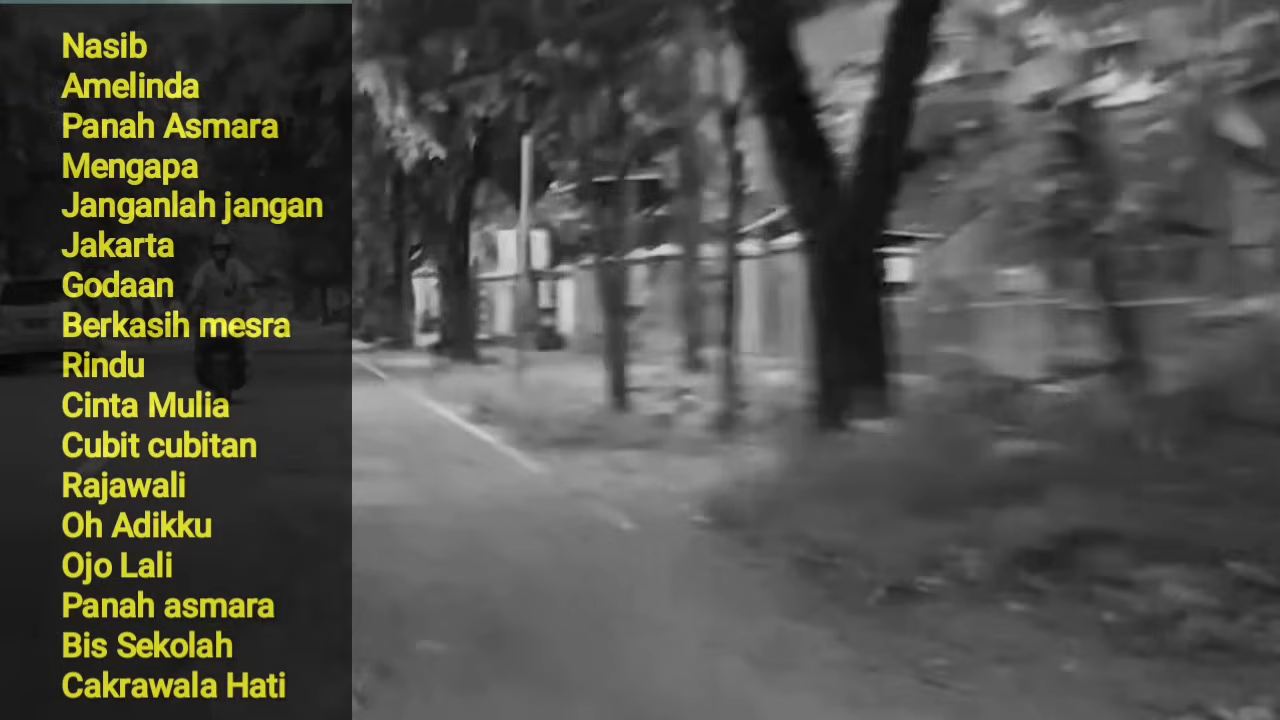 Nasib
Amelinda
Panah Asmara
Mengapa
Janganlah jangan
Jakarta
Godaan
Berkasih mesra
Rindu
Cinta Mulia
Cubit cubitan
Rajawali
Oh Adikku
Ojo Lali
Panah asmara
Bis Sekolah
Cakrawala Hati